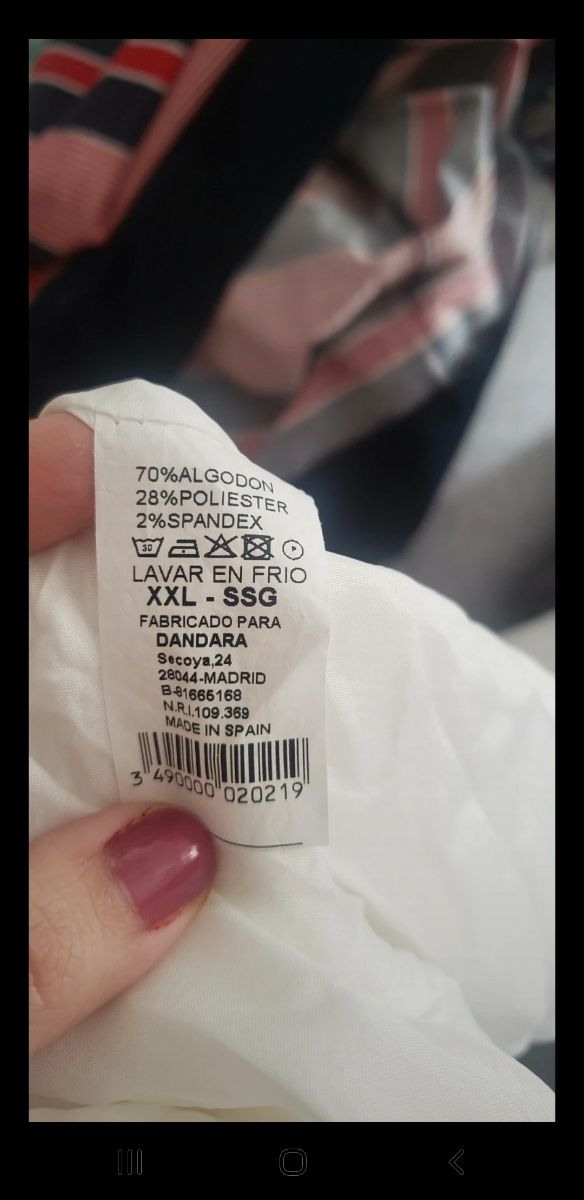 70%ALGODON
28%POLIESTER
2%SPANDEX
30
LAVAR EN FRIO
XXL - SSG
FABRICADO PARA
DANDARA
Secoya,24
28044-MADRID
B-81665168
N.R.I.109.369
MADE IN SPAIN
3 490000 020219